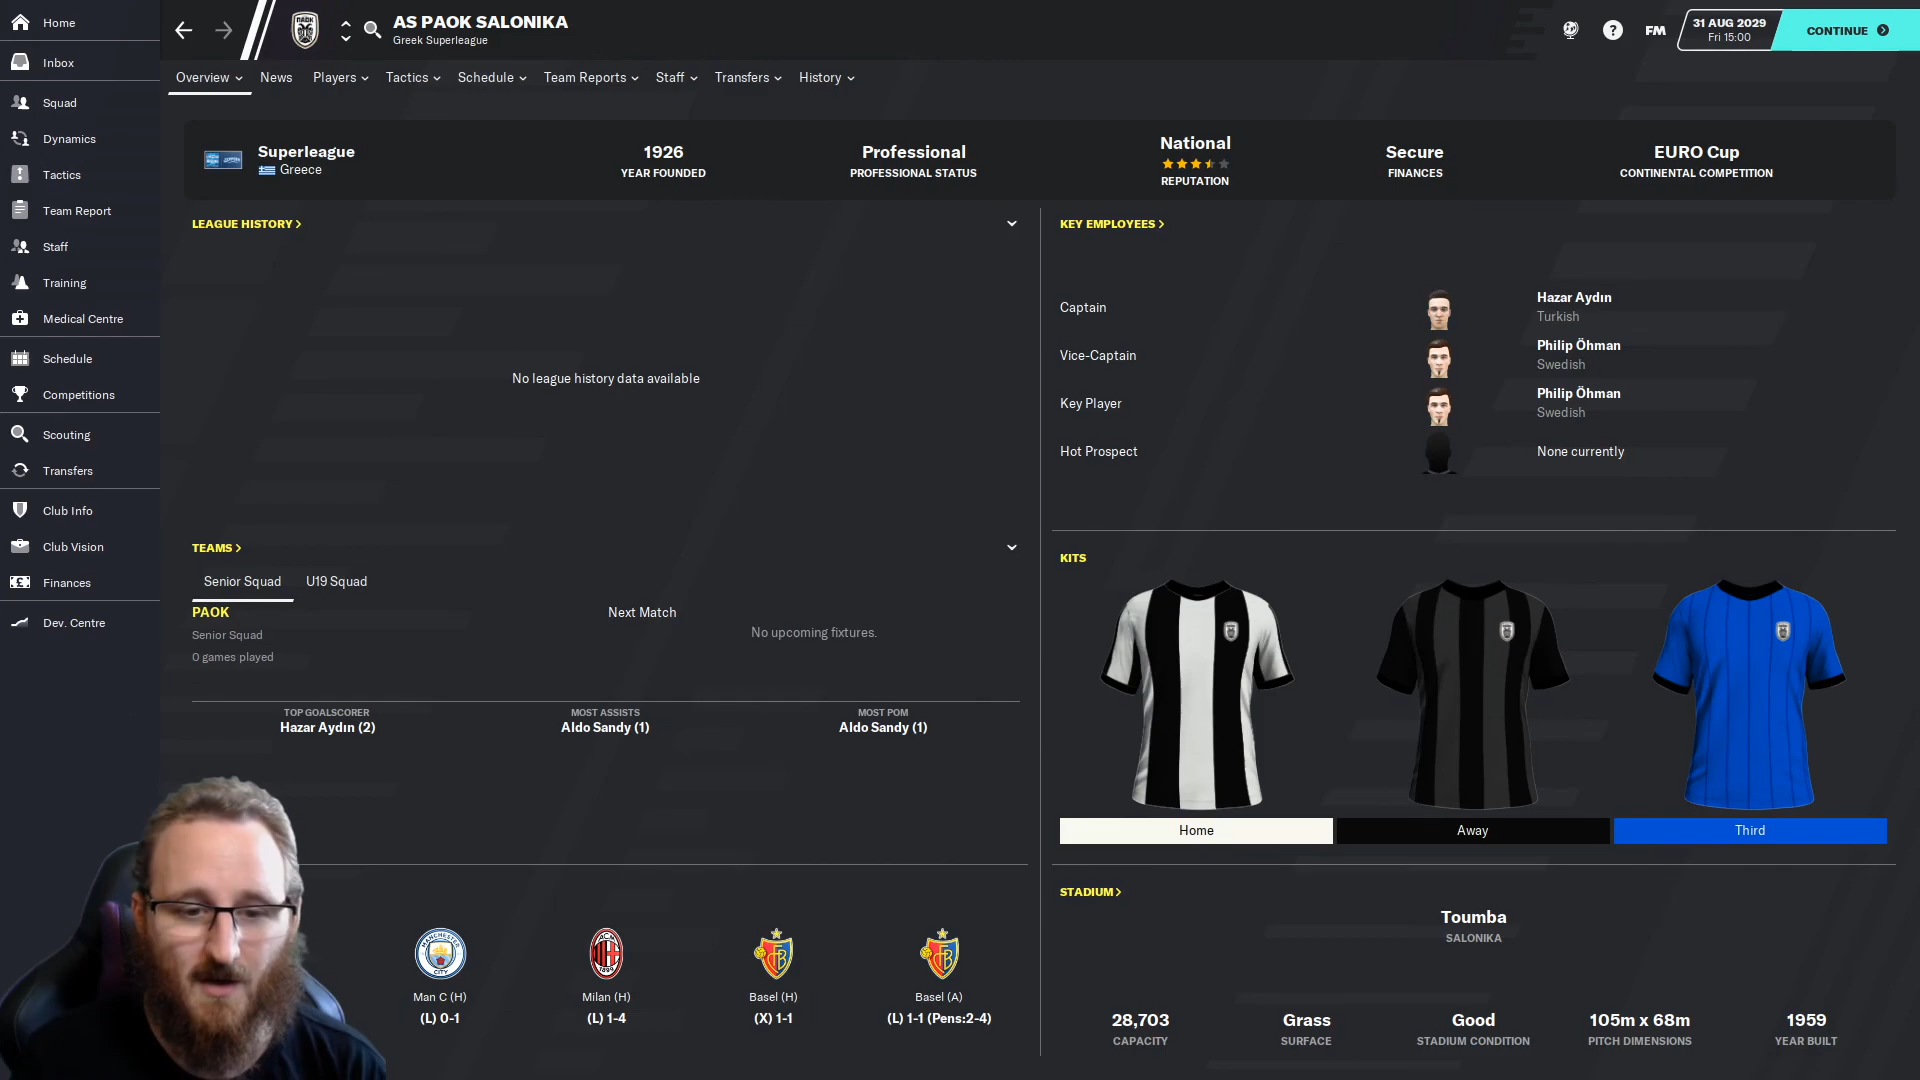 Home
AS PAOK SALONIKA
Greek Superleague
FM
31 AUG 2029
Fri 15:00
CONTINUE
Inbox
Overview
News
Players
Tactics
Schedule
Team Reports
Staff
Transfers
History
Squad
Dynamics
Tactics
Team Report
Staff
Training
Medical Centre
Schedule
Competitions
Scouting
Transfers
Club Info
Club Vision
Finances
Dev. Centre
Superleague
Greece
1926
YEAR FOUNDED
Professional
PROFESSIONAL STATUS
National
REPUTATION
Secure
FINANCES
EURO Cup
CONTINENTAL COMPETITION
LEAGUE HISTORY
No league history data available
KEY EMPLOYEES
Captain
Hazar Aydın
Turkish
Vice-Captain
Philip Öhman
Swedish
Key Player
Philip Öhman
Swedish
Hot Prospect
None currently
TEAMS
Senior Squad
U19 Squad
PAOK
Senior Squad
0 games played
Next Match
No upcoming fixtures.
TOP GOALSCORER
Hazar Aydın (2)
MOST ASSISTS
Aldo Sandy (1)
MOST POM
Aldo Sandy (1)
KITS
Home
Away
Third
Man C (H)
(L) 0-1
Milan (H)
(L) 1-4
Basel (H)
(X) 1-1
Basel (A)
(L) 1-1 (Pens:2-4)
STADIUM
Toumba
SALONIKA
28,703
CAPACITY
Grass
SURFACE
Good
STADIUM CONDITION
105m x 68m
PITCH DIMENSIONS
1959
YEAR BUILT